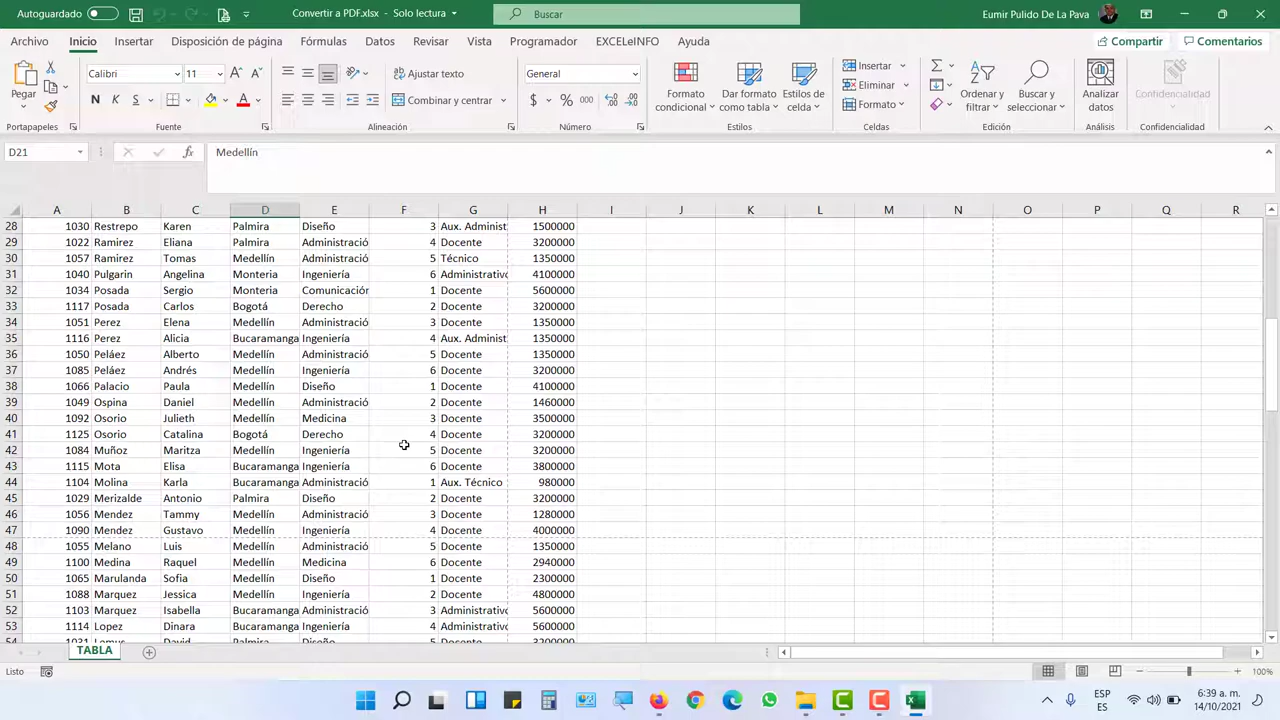 Autoguardado
Convertir a PDF.xlsx - Solo lectura
Buscar
Eumir Pulido De La Pava
Archivo Inicio Insertar Disposición de página Fórmulas Datos Revisar Vista Programador EXCELeINFO Ayuda Compartir Comentarios
Pegar
Calibri 11
N K S
Ajustar texto
Combinar y centrar
General
$ % 000
Formato condicional
Dar formato como tabla
Estilos de celda
Insertar
Eliminar
Formato
Ordenar y filtrar
Buscar y seleccionar
Analizar datos
Confidencialidad
Portapapeles Fuente Alineación Número Estilos Celdas Edición Análisis Confidencialidad
D21 fx Medellín
A B C D E F G H I J K L M N O P Q R
28 1030 Restrepo Karen Palmira Diseño 3 Aux. Administ 1500000
29 1022 Ramirez Eliana Palmira Administració 4 Docente 3200000
30 1057 Ramirez Tomas Medellín Administració 5 Técnico 1350000
31 1040 Pulgarin Angelina Monteria Ingeniería 6 Administrativo 4100000
32 1034 Posada Sergio Monteria Comunicación 1 Docente 5600000
33 1117 Posada Carlos Bogotá Derecho 2 Docente 3200000
34 1051 Perez Elena Medellín Administració 3 Docente 1350000
35 1116 Perez Alicia Bucaramanga Ingeniería 4 Aux. Administ 1350000
36 1050 Peláez Alberto Medellín Administració 5 Docente 1350000
37 1085 Peláez Andrés Medellín Ingeniería 6 Docente 3200000
38 1066 Palacio Paula Medellín Diseño 1 Docente 4100000
39 1049 Ospina Daniel Medellín Administració 2 Docente 1460000
40 1092 Osorio Julieth Medellín Medicina 3 Docente 3500000
41 1125 Osorio Catalina Bogotá Derecho 4 Docente 3200000
42 1084 Muñoz Maritza Medellín Ingeniería 5 Docente 3200000
43 1115 Mota Elisa Bucaramanga Ingeniería 6 Docente 3800000
44 1104 Molina Karla Bucaramanga Administració 1 Aux. Técnico 980000
45 1029 Merizalde Antonio Palmira Diseño 2 Docente 3200000
46 1056 Mendez Tammy Medellín Administració 3 Docente 1280000
47 1090 Mendez Gustavo Medellín Ingeniería 4 Docente 4000000
48 1055 Melano Luis Medellín Administració 5 Docente 1350000
49 1100 Medina Raquel Medellín Medicina 6 Docente 2940000
50 1065 Marulanda Sofia Medellín Diseño 1 Docente 2300000
51 1088 Marquez Jessica Medellín Ingeniería 2 Docente 4800000
52 1103 Marquez Isabella Bucaramanga Administració 3 Administrativo 5600000
53 1114 Lopez Dinara Bucaramanga Ingeniería 4 Administrativo 5600000
54 1031 Lemus David Palmira Diseño 5 Docente 3200000
TABLA
Listo
100%
ESP
ES
6:39 a. m.
14/10/2021